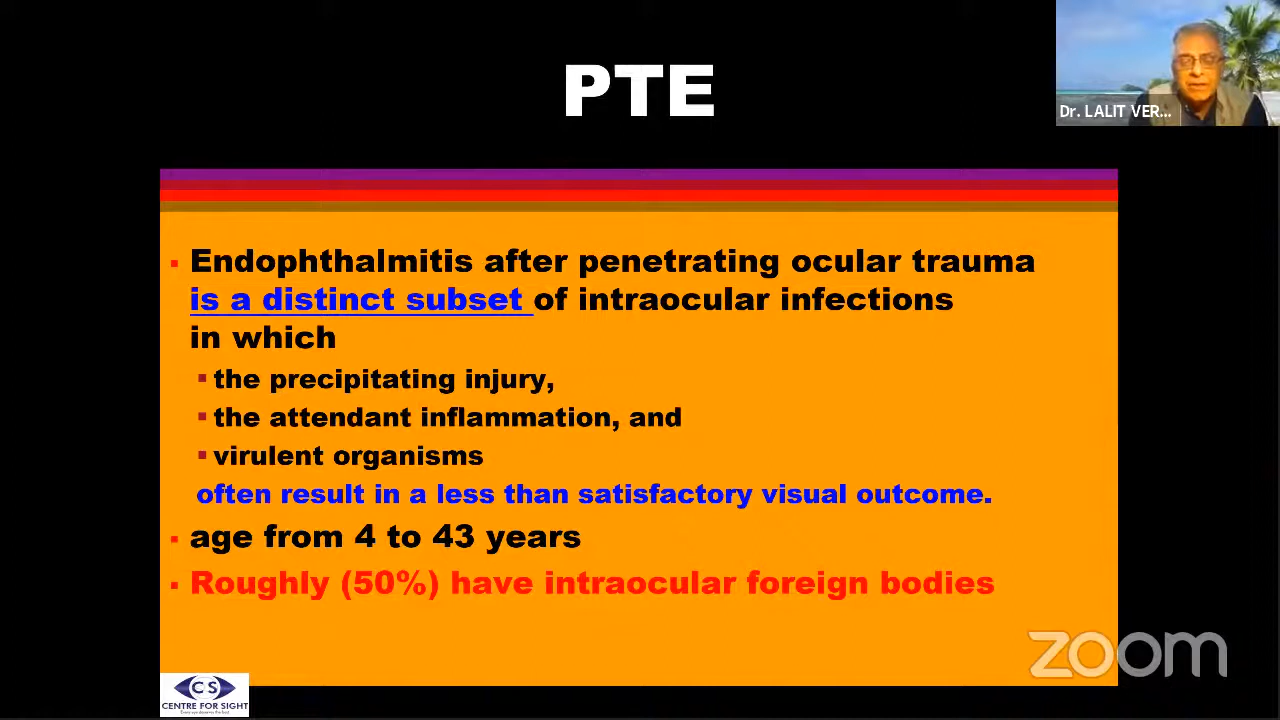 PTE
Dr. LALIT VER...
Endophthalmitis after penetrating ocular trauma
is a distinct subset of intraocular infections
in which
the precipitating injury,
the attendant inflammation, and
virulent organisms
often result in a less than satisfactory visual outcome.
age from 4 to 43 years
Roughly (50%) have intraocular foreign bodies
zoom
CS
CENTRE FOR SIGHT